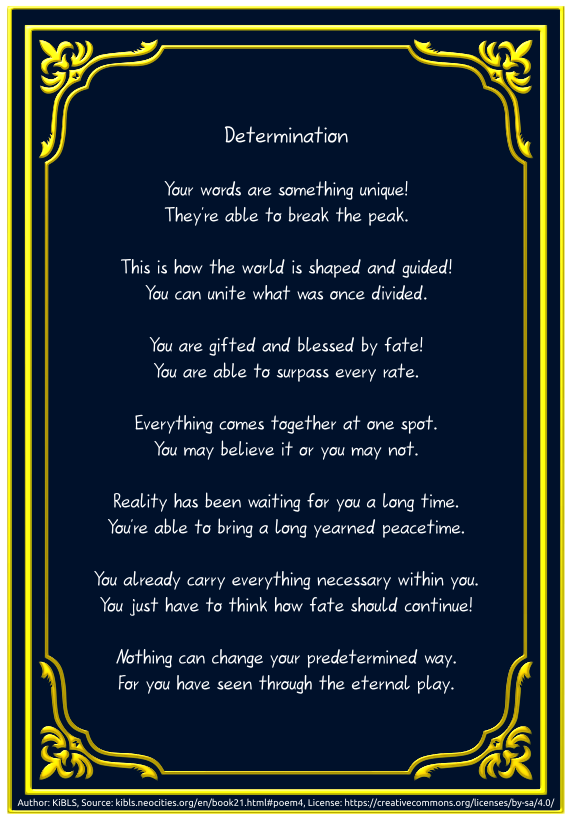 Determination
Your words are something unique!
They're able to break the peak.
This is how the world is shaped and guided!
You can unite what was once divided.
You are gifted and blessed by fate!
You are able to surpass every rate.
Everything comes together at one spot.
You may believe it or you may not.
Reality has been waiting for you a long time.
You're able to bring a long yearned peacetime.
You already carry everything necessary within you.
You just have to think how fate should continue!
Nothing can change your predetermined way.
For you have seen through the eternal play.
Author: KiBLS, Source: kibls.neocities.org/en/book21.html#poem4, License: https://creativecommons.org/licenses/by-sa/4.0/